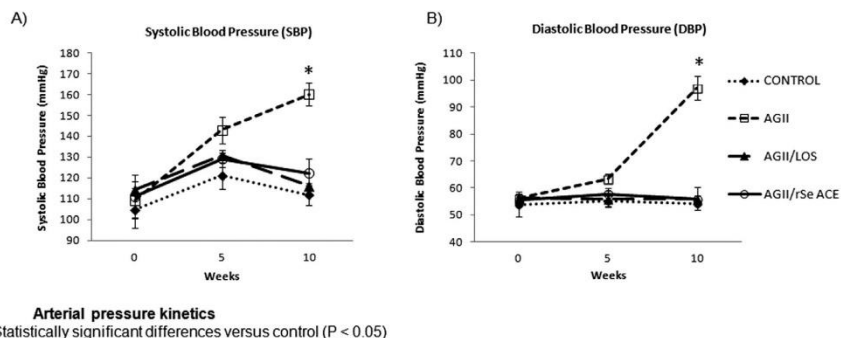 A)
Systolic Blood Pressure (SBP)
Systolic Blood Pressure (mmHg)
180
170
160
150
140
130
120
110
100
90
*
0 5 10
Weeks
B)
Diastolic Blood Pressure (DBP)
Diastolic Blood Pressure (mmHg)
110
100
90
80
70
60
50
40
*
0 5 10
Weeks
CONTROL
AGII
AGII/LOS
AGII/rSe ACE
Arterial pressure kinetics
Statistically significant differences versus control (P < 0.05)